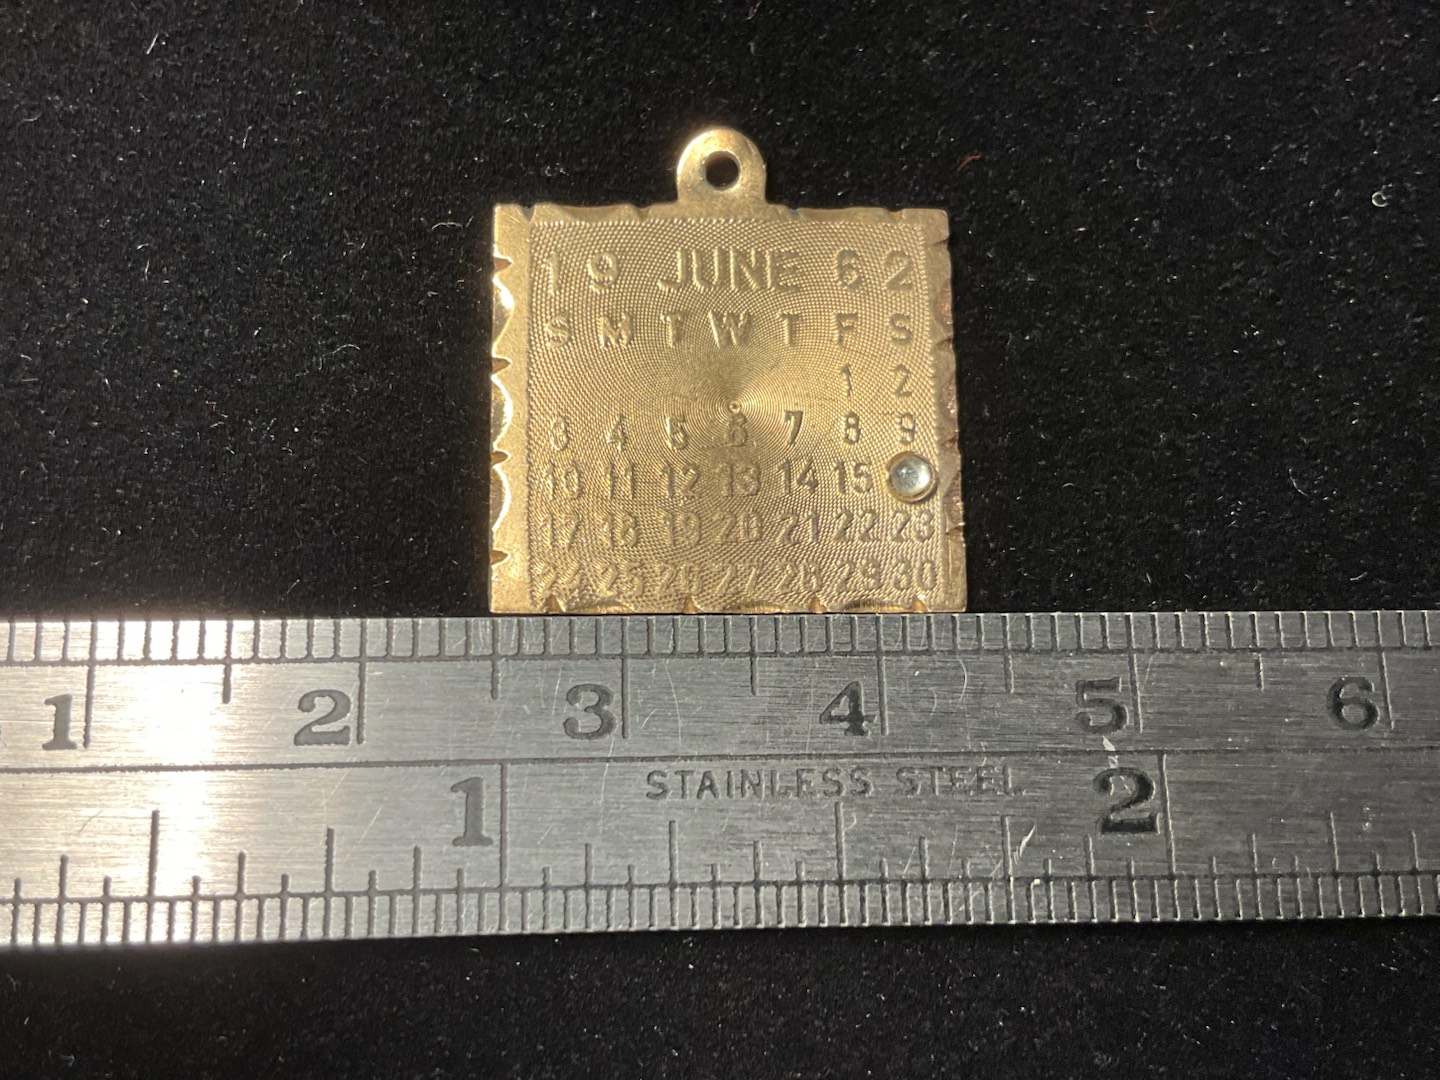 19 JUNE 62
S M T W T F S
1 2
3 4 5 6 7 8 9
10 11 12 13 14 15
17 18 19 20 21 22 23
24 25 26 27 28 29 30
1 2 3 4 5 6
STAINLESS STEEL
1 2